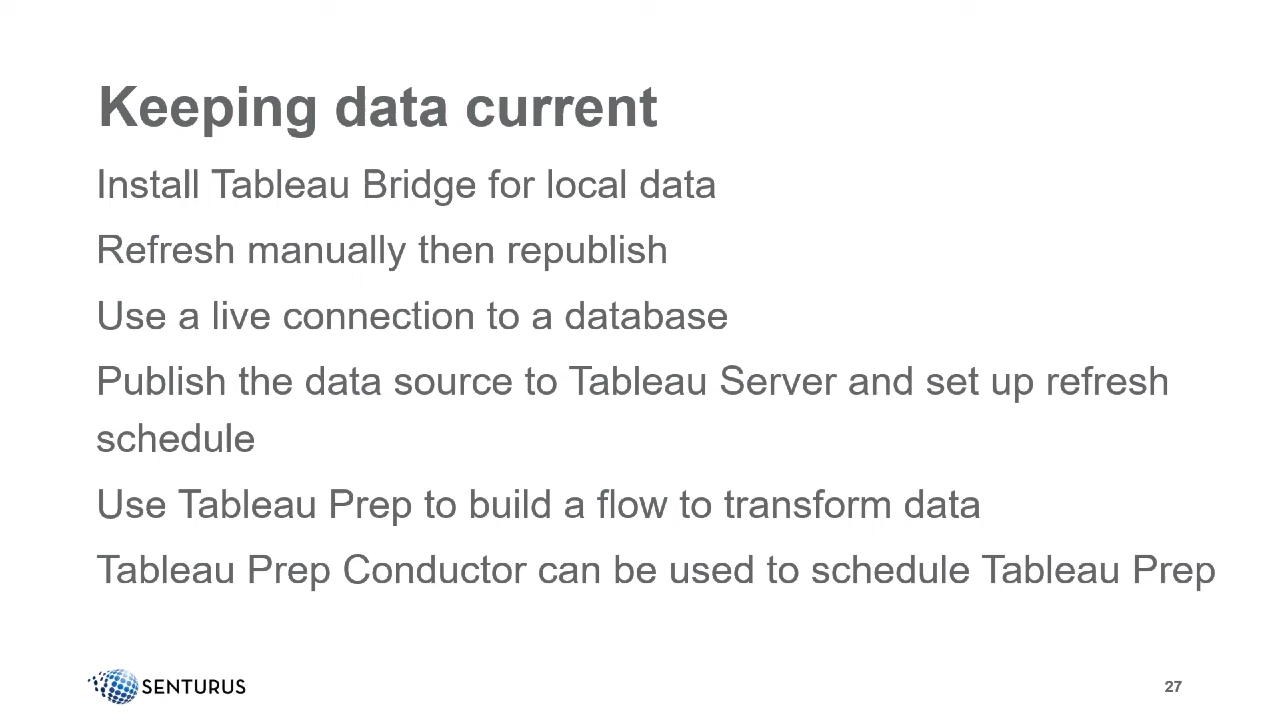 Keeping data current
Install Tableau Bridge for local data
Refresh manually then republish
Use a live connection to a database
Publish the data source to Tableau Server and set up refresh
schedule
Use Tableau Prep to build a flow to transform data
Tableau Prep Conductor can be used to schedule Tableau Prep
SENTURUS
27